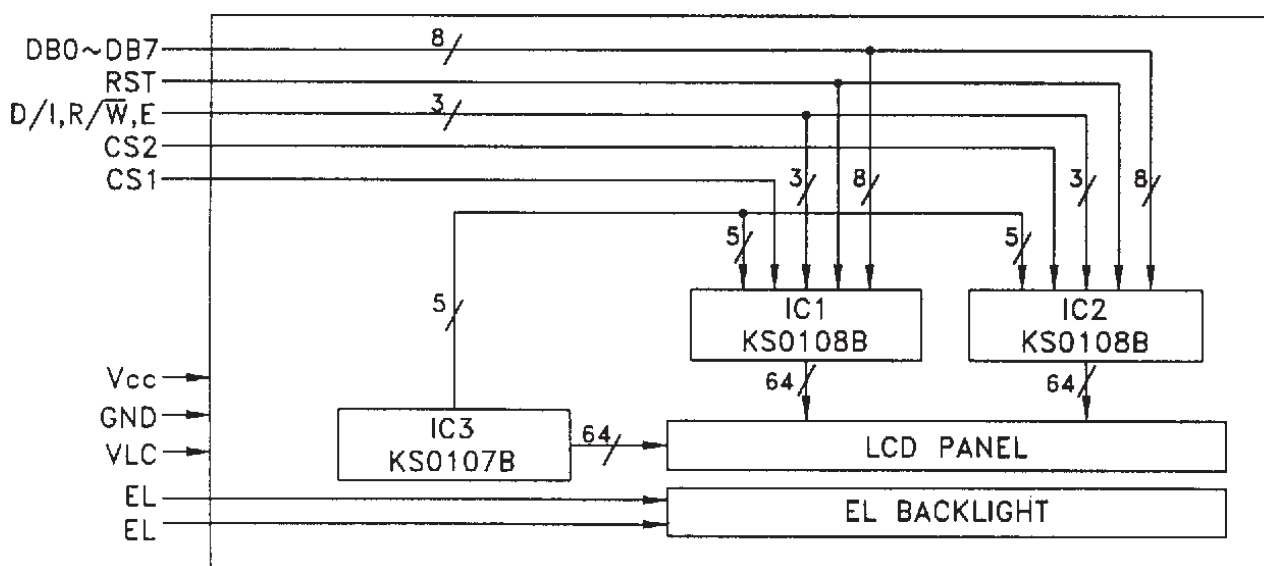 DB0~DB7
8
RST
D/I,R/W̅,E
3
CS2
CS1
3
8
3
8
5
5
5
IC1
KS0108B
IC2
KS0108B
64
64
Vcc
GND
VLC
IC3
KS0107B
64
LCD PANEL
EL
EL
EL BACKLIGHT